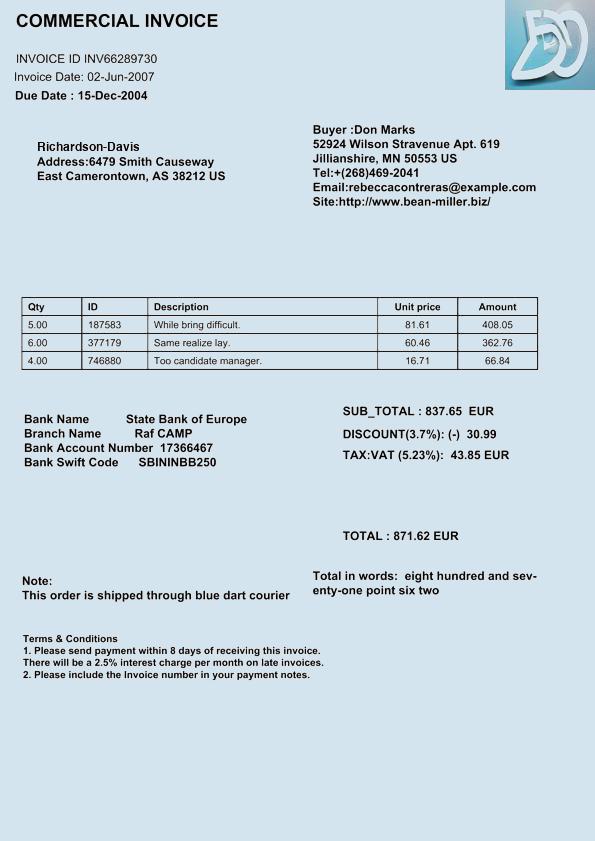 COMMERCIAL INVOICE
INVOICE ID INV66289730
Invoice Date: 02-Jun-2007
Due Date : 15-Dec-2004
Richardson-Davis
Address:6479 Smith Causeway
East Camerontown, AS 38212 US
Buyer :Don Marks
52924 Wilson Stravenue Apt. 619
Jillianshire, MN 50553 US
Tel:+(268)469-2041
Email:rebeccacontreras@example.com
Site:http://www.bean-miller.biz/
Qty ID Description Unit price Amount
5.00 187583 While bring difficult. 81.61 408.05
6.00 377179 Same realize lay. 60.46 362.76
4.00 746880 Too candidate manager. 16.71 66.84
Bank Name State Bank of Europe
Branch Name Raf CAMP
Bank Account Number 17366467
Bank Swift Code SBININBB250
SUB_TOTAL : 837.65 EUR
DISCOUNT(3.7%): (-) 30.99
TAX:VAT (5.23%): 43.85 EUR
TOTAL : 871.62 EUR
Note:
This order is shipped through blue dart courier
Total in words: eight hundred and sev-
enty-one point six two
Terms & Conditions
1. Please send payment within 8 days of receiving this invoice.
There will be a 2.5% interest charge per month on late invoices.
2. Please include the Invoice number in your payment notes.